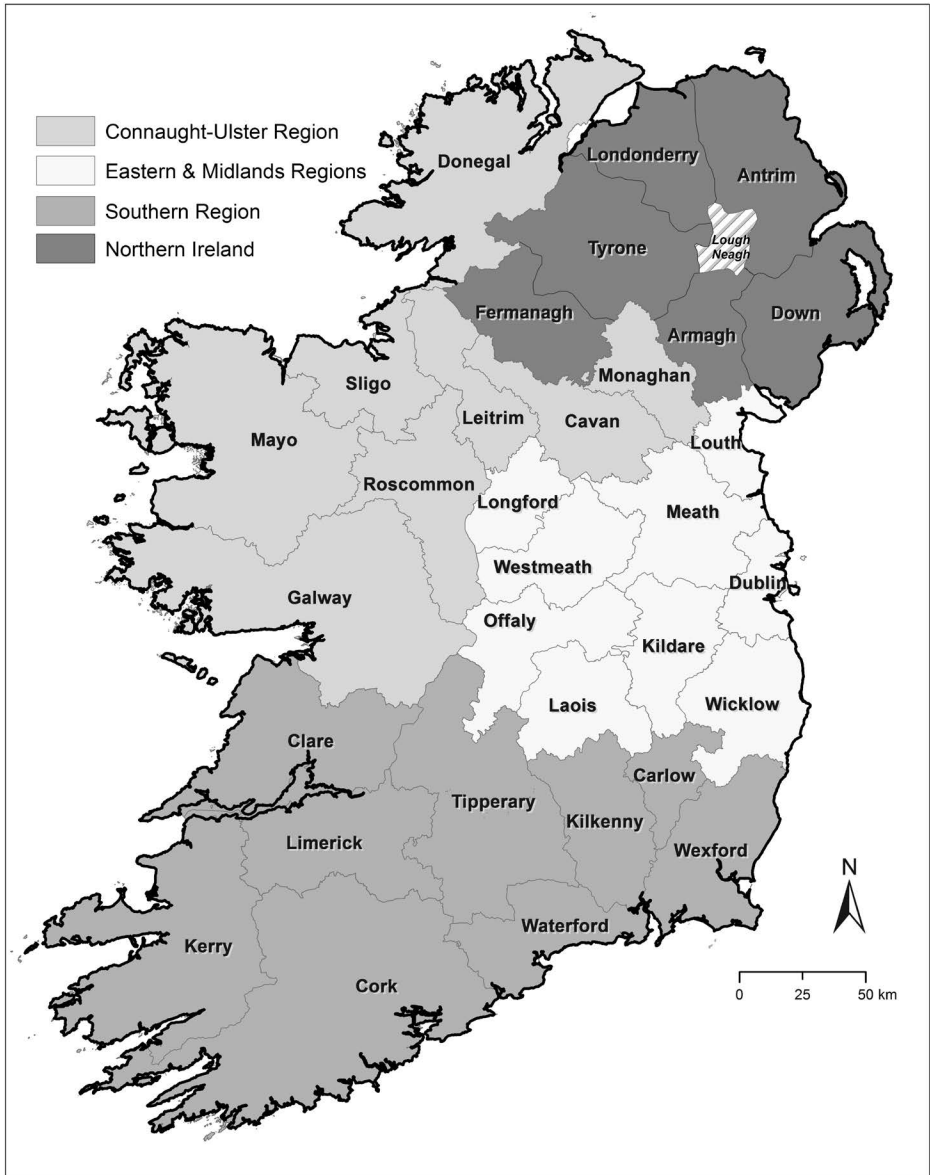 Connaught-Ulster Region
Eastern & Midlands Regions
Southern Region
Northern Ireland
Donegal
Londonderry
Antrim
Tyrone
Lough
Neagh
Fermanagh
Armagh
Down
Monaghan
Sligo
Leitrim
Cavan
Mayo
Louth
Roscommon
Longford
Meath
Westmeath
Dublin
Galway
Offaly
Kildare
Laois
Wicklow
Clare
Carlow
Tipperary
Kilkenny
Limerick
Wexford
N
Waterford
Kerry
Cork
0 25 50 km